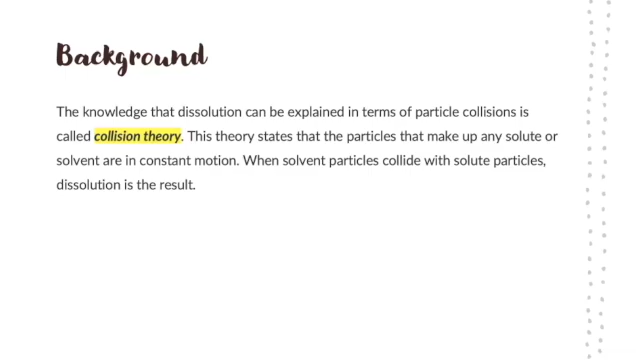 Background
The knowledge that dissolution can be explained in terms of particle collisions is
called collision theory. This theory states that the particles that make up any solute or
solvent are in constant motion. When solvent particles collide with solute particles,
dissolution is the result.